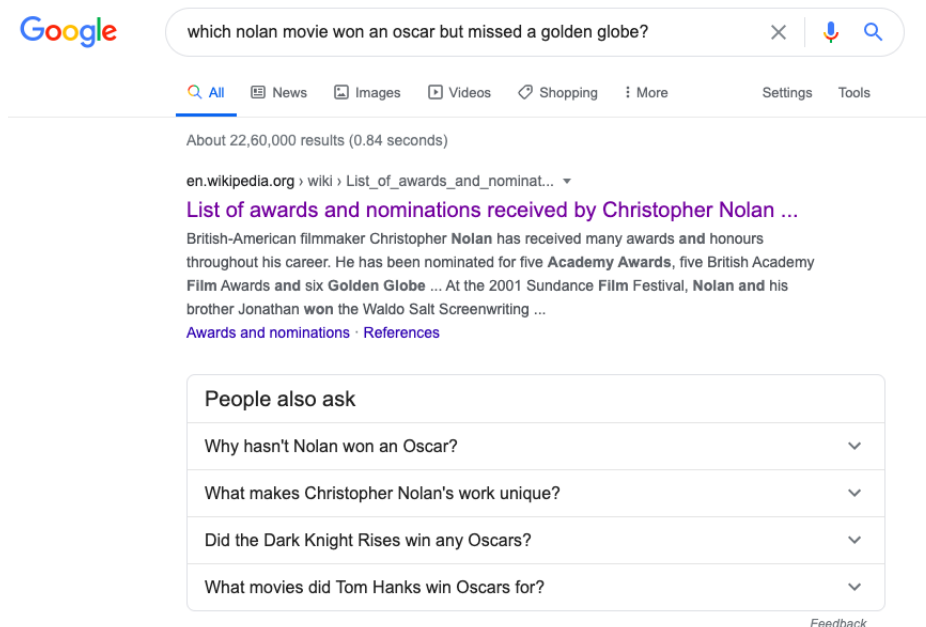 Google
which nolan movie won an oscar but missed a golden globe?
All News Images Videos Shopping More Settings Tools
About 22,60,000 results (0.84 seconds)
en.wikipedia.org › wiki › List_of_awards_and_nominat...
List of awards and nominations received by Christopher Nolan ...
British-American filmmaker Christopher Nolan has received many awards and honours
throughout his career. He has been nominated for five Academy Awards, five British Academy
Film Awards and six Golden Globe ... At the 2001 Sundance Film Festival, Nolan and his
brother Jonathan won the Waldo Salt Screenwriting ...
Awards and nominations · References
People also ask
Why hasn't Nolan won an Oscar?
What makes Christopher Nolan's work unique?
Did the Dark Knight Rises win any Oscars?
What movies did Tom Hanks win Oscars for?
Feedback